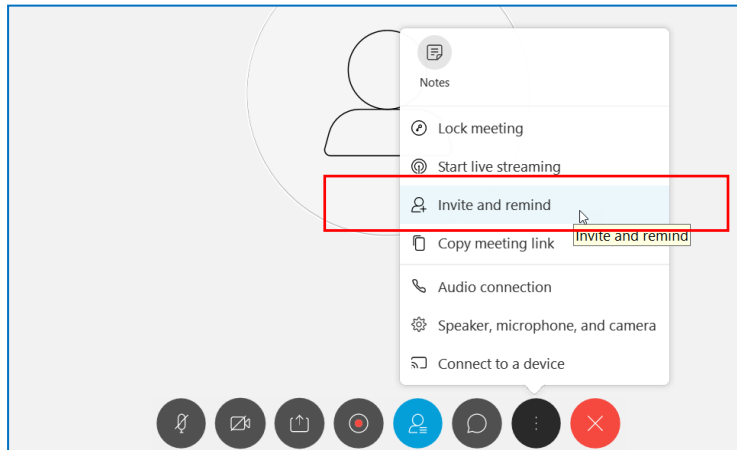 Notes
Lock meeting
Start live streaming
Invite and remind
Invite and remind
Copy meeting link
Audio connection
Speaker, microphone, and camera
Connect to a device